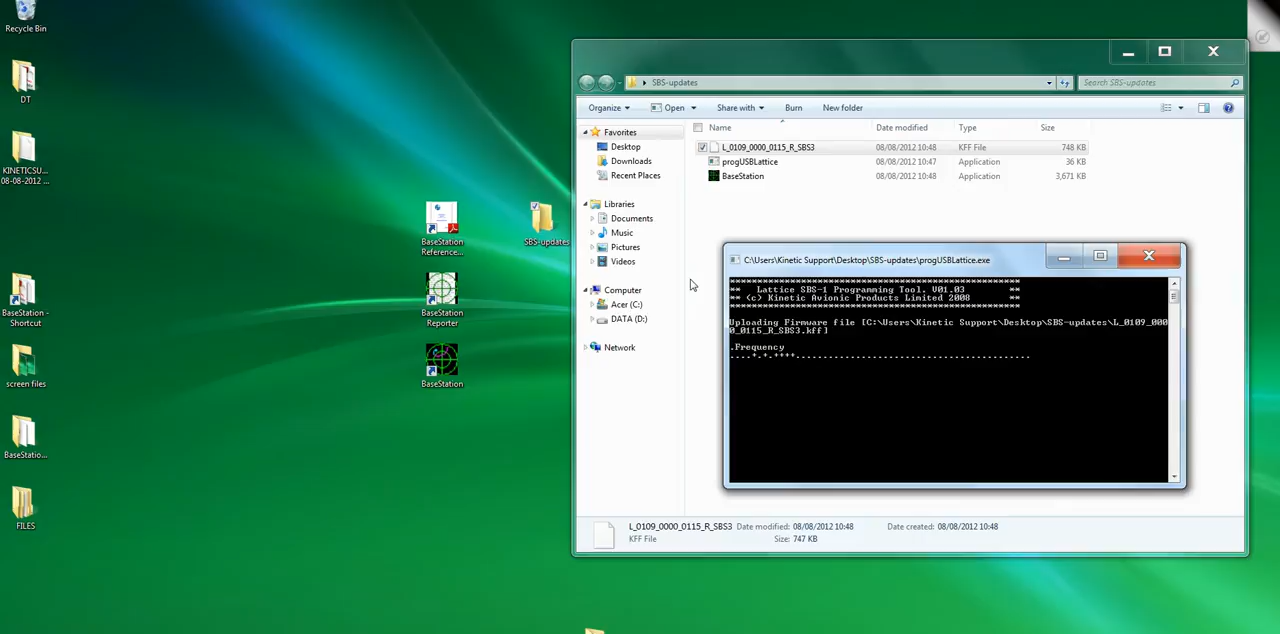 Recycle Bin
DT
KINETICSU...
08-08-2012 ...
BaseStation -
Shortcut
screen files
BaseStatio...
FILES
BaseStation
Reference...
BaseStation
Reporter
BaseStation
SBS-updates
SBS-updates
Search SBS-updates
Organize Open Share with Burn New folder
Name Date modified Type Size
L_0109_0000_0115_R_SBS3 08/08/2012 10:48 KFF File 748 KB
progUSBLattice 08/08/2012 10:47 Application 36 KB
BaseStation 08/08/2012 10:48 Application 3,671 KB
Favorites
Desktop
Downloads
Recent Places
Libraries
Documents
Music
Pictures
Videos
Computer
Acer (C:)
DATA (D:)
Network
C:\Users\Kinetic Support\Desktop\SBS-updates\progUSBLattice.exe
*****************************************************
** Lattice SBS-1 Programming Tool. V01.03 **
** (c) Kinetic Avionic Products Limited 2008 **
*****************************************************
Uploading Firmware file [C:\Users\Kinetic Support\Desktop\SBS-updates\L_0109_000
0_0115_R_SBS3.kff]
.Frequency
....+.+.++++...........................................
L_0109_0000_0115_R_SBS3 Date modified: 08/08/2012 10:48 Date created: 08/08/2012 10:48
KFF File Size: 747 KB